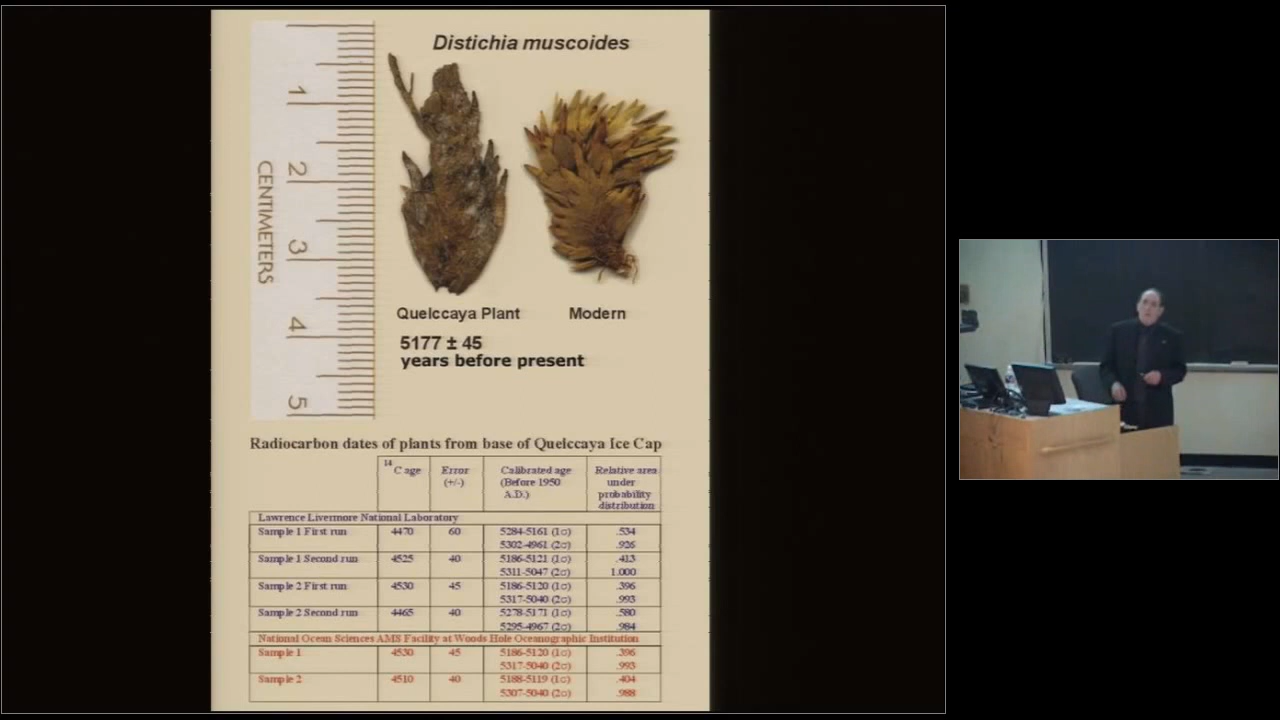 Distichia muscoides
1
2
3
4
5
CENTIMETERS
Quelccaya Plant
Modern
5177 ± 45
years before present
Radiocarbon dates of plants from base of Quelccaya Ice Cap
14C age Error (+/-) Calibrated age (Before 1950 A.D.) Relative area under probability distribution
Lawrence Livermore National Laboratory
Sample 1 First run 4470 60 5284-5161 (1σ) .534
5302-4961 (2σ) .926
Sample 1 Second run 4525 40 5186-5121 (1σ) .413
5311-5047 (2σ) 1.000
Sample 2 First run 4530 45 5186-5120 (1σ) .396
5317-5040 (2σ) .993
Sample 2 Second run 4465 40 5278-5171 (1σ) .580
5295-4967 (2σ) .984
National Ocean Sciences AMS Facility at Woods Hole Oceanographic Institution
Sample 1 4530 45 5186-5120 (1σ) .396
5317-5040 (2σ) .993
Sample 2 4510 40 5188-5119 (1σ) .404
5307-5040 (2σ) .988